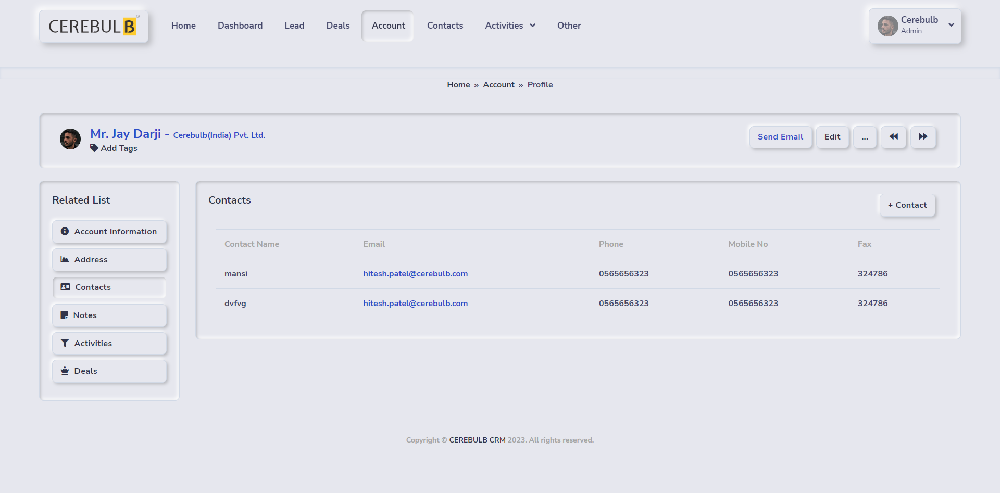 CEREBULB®
Home Dashboard Lead Deals Account Contacts Activities Other
Cerebulb
Admin
Home » Account » Profile
Mr. Jay Darji - Cerebulb(India) Pvt. Ltd.
Add Tags
Send Email Edit ...
Related List
Account Information
Address
Contacts
Notes
Activities
Deals
Contacts
+ Contact
Contact Name Email Phone Mobile No Fax
mansi hitesh.patel@cerebulb.com 0565656323 0565656323 324786
dvfvg hitesh.patel@cerebulb.com 0565656323 0565656323 324786
Copyright © CEREBULB CRM 2023. All rights reserved.